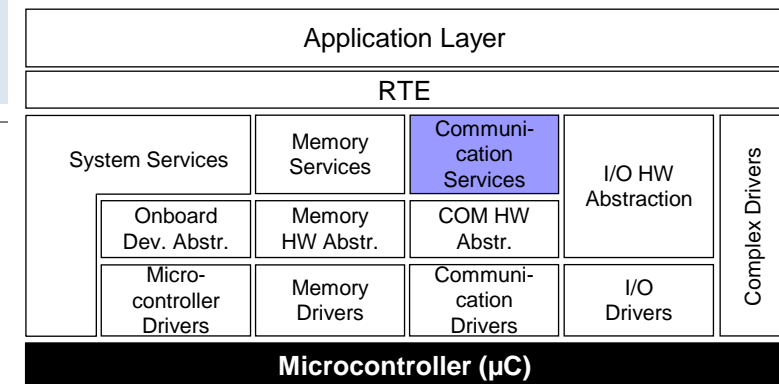 Application Layer
RTE
System Services
Memory
Services
Communi-
cation
Services
I/O HW
Abstraction
Complex Drivers
Onboard
Dev. Abstr.
Memory
HW Abstr.
COM HW
Abstr.
Micro-
controller
Drivers
Memory
Drivers
Communi-
cation
Drivers
I/O
Drivers
Microcontroller (µC)